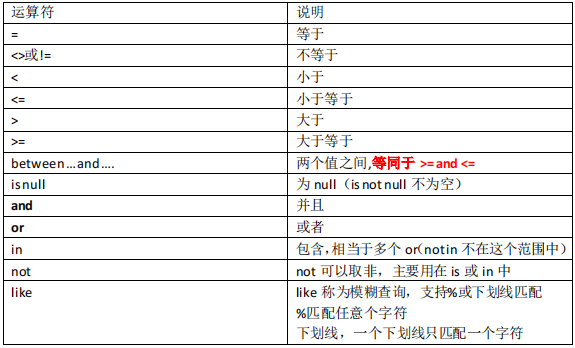 运算符 说明
= 等于
<>或!= 不等于
< 小于
<= 小于等于
> 大于
>= 大于等于
between …and …. 两个值之间,等同于 >= and <=
is null 为 null（is not null 不为空）
and 并且
or 或者
in 包含，相当于多个 or（not in 不在这个范围中）
not not 可以取非，主要用在 is 或 in 中
like like 称为模糊查询，支持%或下划线匹配
%匹配任意个字符
下划线，一个下划线只匹配一个字符